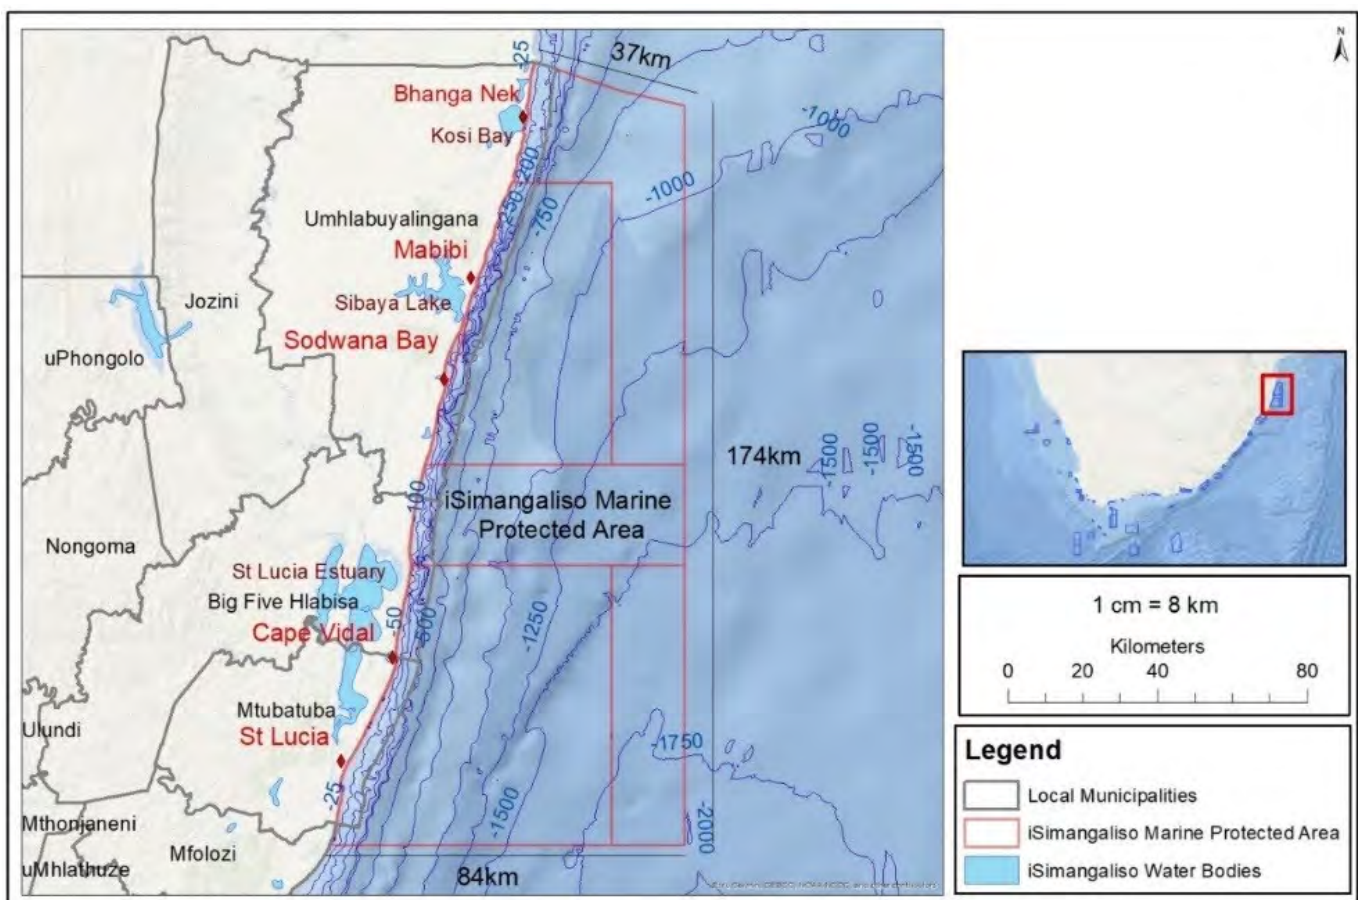 N
-25
37km
Bhanga Nek
Kosi Bay
-1000
-200
-1000
-250
-750
Umhlabuyalingana
Mabibi
Jozini
Sibaya Lake
Sodwana Bay
uPhongolo
174km
-1500
-1500
-1500
100
iSimangaliso Marine
Protected Area
Nongoma
St Lucia Estuary
Big Five Hlabisa
-50
500
-1250
Cape Vidal
1 cm = 8 km
Kilometers
0 20 40 80
Mtubatuba
Ulundi
St Lucia
-1750
-25
-1500
-2000
Mthonjaneni
Mfolozi
uMhlathuze
84km
Legend
Local Municipalities
iSimangaliso Marine Protected Area
iSimangaliso Water Bodies